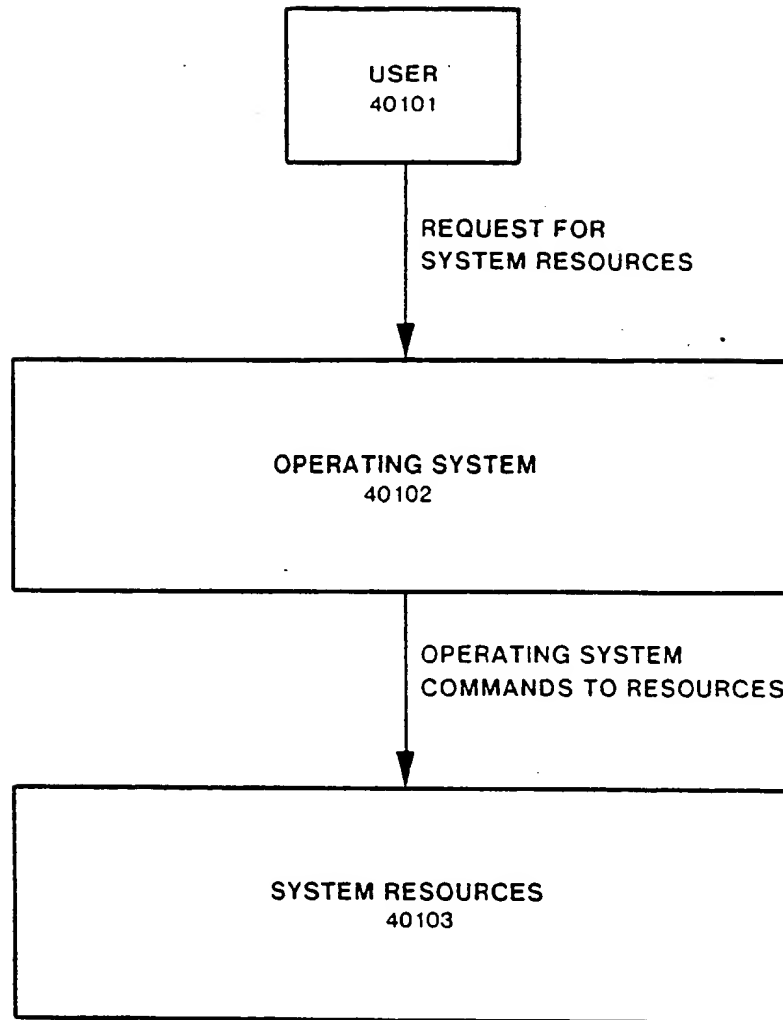 USER
40101
REQUEST FOR
SYSTEM RESOURCES
OPERATING SYSTEM
40102
OPERATING SYSTEM
COMMANDS TO RESOURCES
SYSTEM RESOURCES
40103